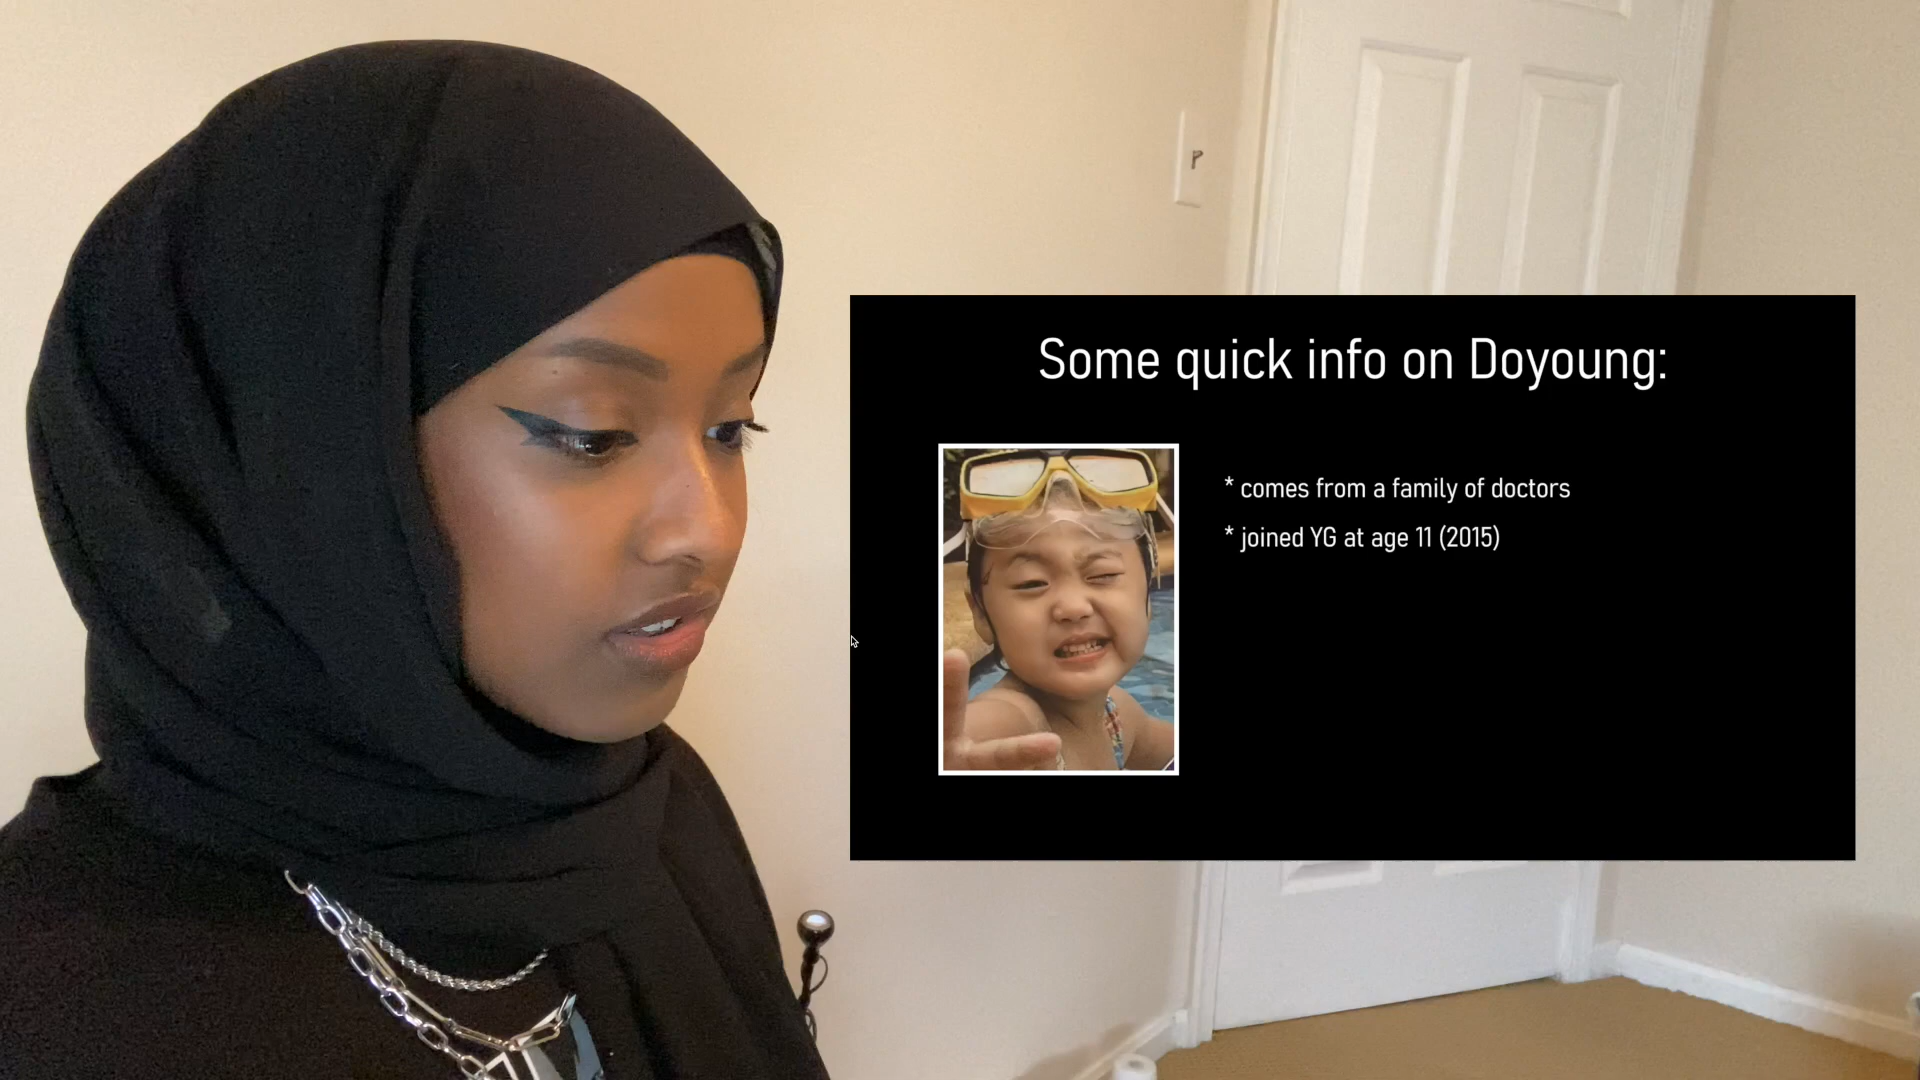 Some quick info on Doyoung:
* comes from a family of doctors
* joined YG at age 11 (2015)